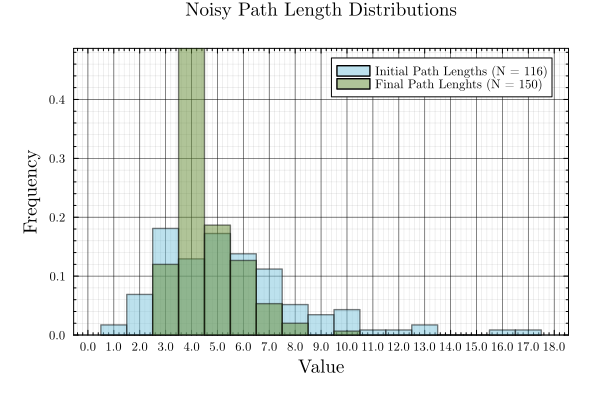 Noisy Path Length Distributions
Initial Path Lengths (N = 116)
Final Path Lenghts (N = 150)
Frequency
0.4
0.3
0.2
0.1
0.0
0.0 1.0 2.0 3.0 4.0 5.0 6.0 7.0 8.0 9.0 10.0 11.0 12.0 13.0 14.0 15.0 16.0 17.0 18.0
Value